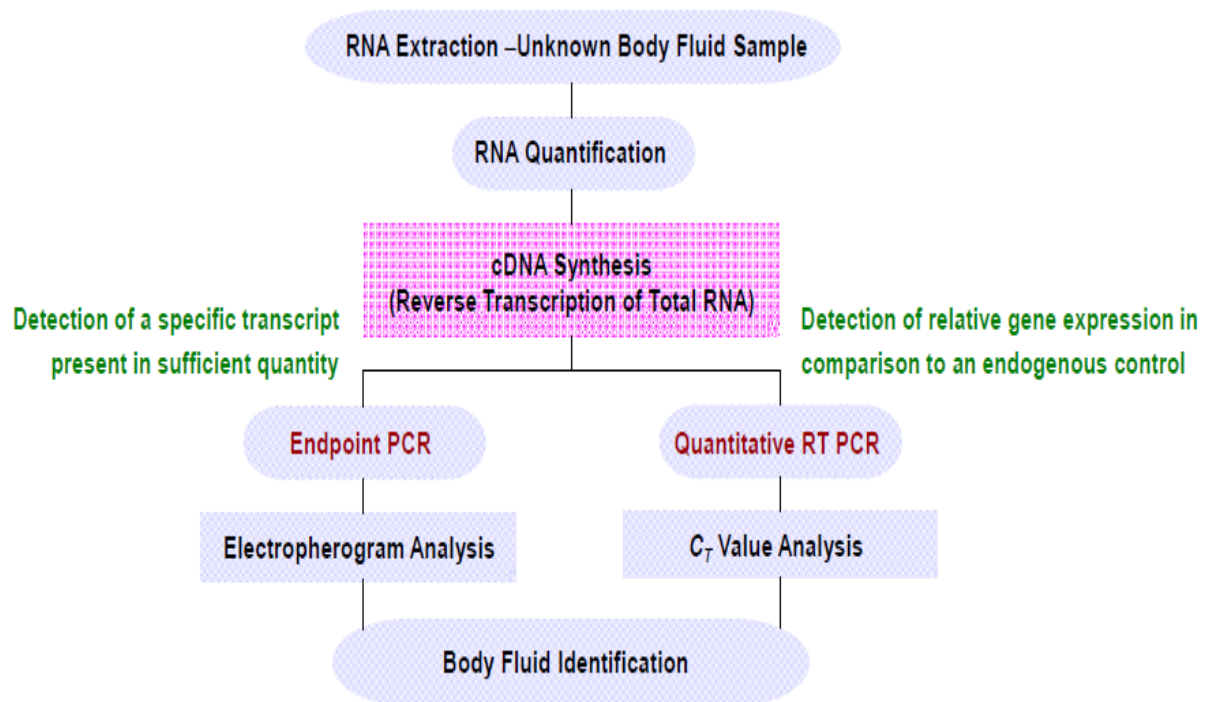 RNA Extraction –Unknown Body Fluid Sample
RNA Quantification
cDNA Synthesis
(Reverse Transcription of Total RNA)
Detection of a specific transcript
present in sufficient quantity
Detection of relative gene expression in
comparison to an endogenous control
Endpoint PCR
Quantitative RT PCR
Electropherogram Analysis
C_T Value Analysis
Body Fluid Identification